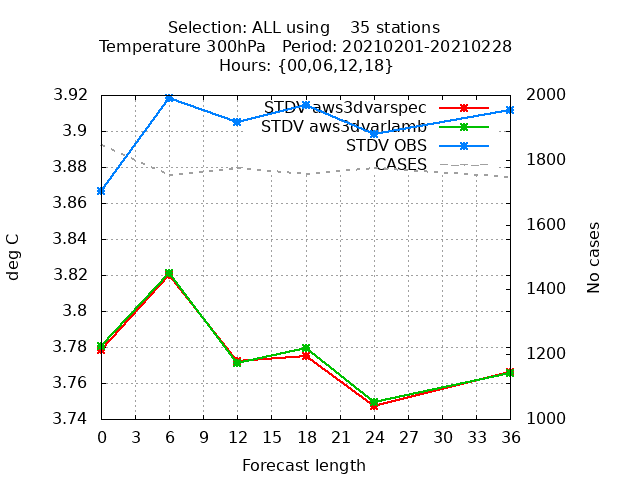 Selection: ALL using    35 stations
Temperature 300hPa   Period: 20210201-20210228
Hours: {00,06,12,18}
STDV aws3dvarspec
STDV aws3dvarlamb
STDV OBS
CASES
3.92
3.9
3.88
3.86
3.84
3.82
3.8
3.78
3.76
3.74
deg C
2000
1800
1600
1400
1200
1000
No cases
0 3 6 9 12 15 18 21 24 27 30 33 36
Forecast length